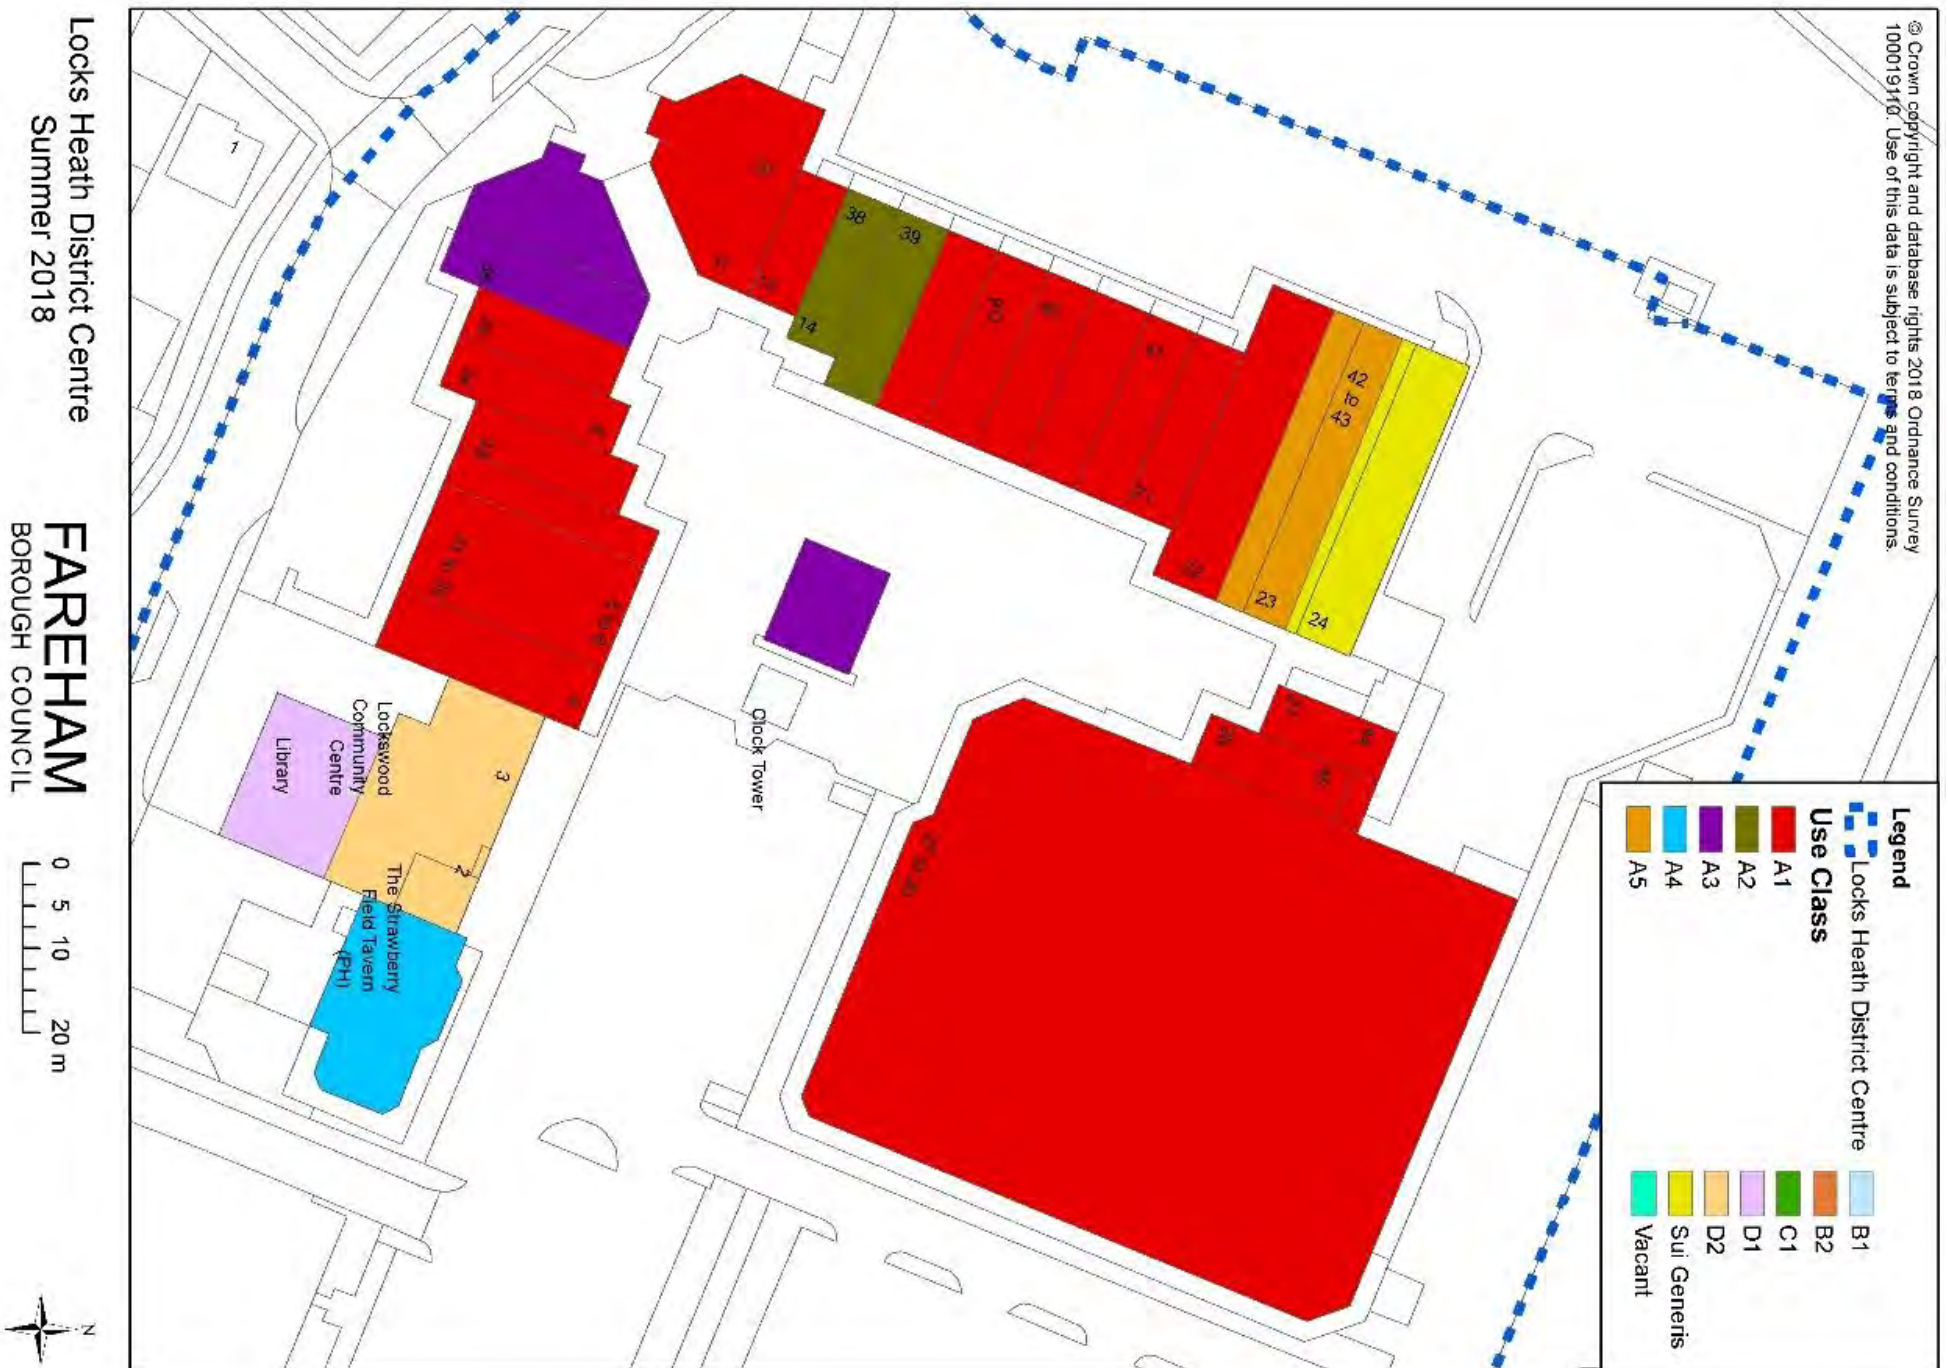 © Crown copyright and database rights 2018 Ordnance Survey
100019110. Use of this data is subject to terms and conditions.
Legend
Locks Heath District Centre
Use Class
A1
A2
A3
A4
A5
B1
B2
C1
D1
D2
Sui Generis
Vacant
38
39
14
PO
42
to
43
23
24
Clock Tower
1
3
2
Lockswood
Community
Centre
Library
The Strawberry
Field Tavern
(PH)
Locks Heath District Centre
Summer 2018
FAREHAM
BOROUGH COUNCIL
0 5 10 20 m
N